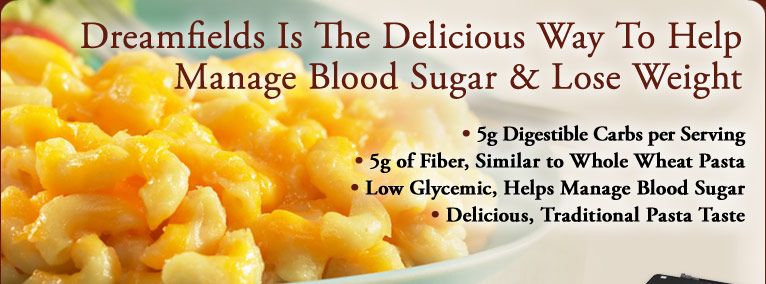 Dreamfields Is The Delicious Way To Help
Manage Blood Sugar & Lose Weight
• 5g Digestible Carbs per Serving
• 5g of Fiber, Similar to Whole Wheat Pasta
• Low Glycemic, Helps Manage Blood Sugar
• Delicious, Traditional Pasta Taste